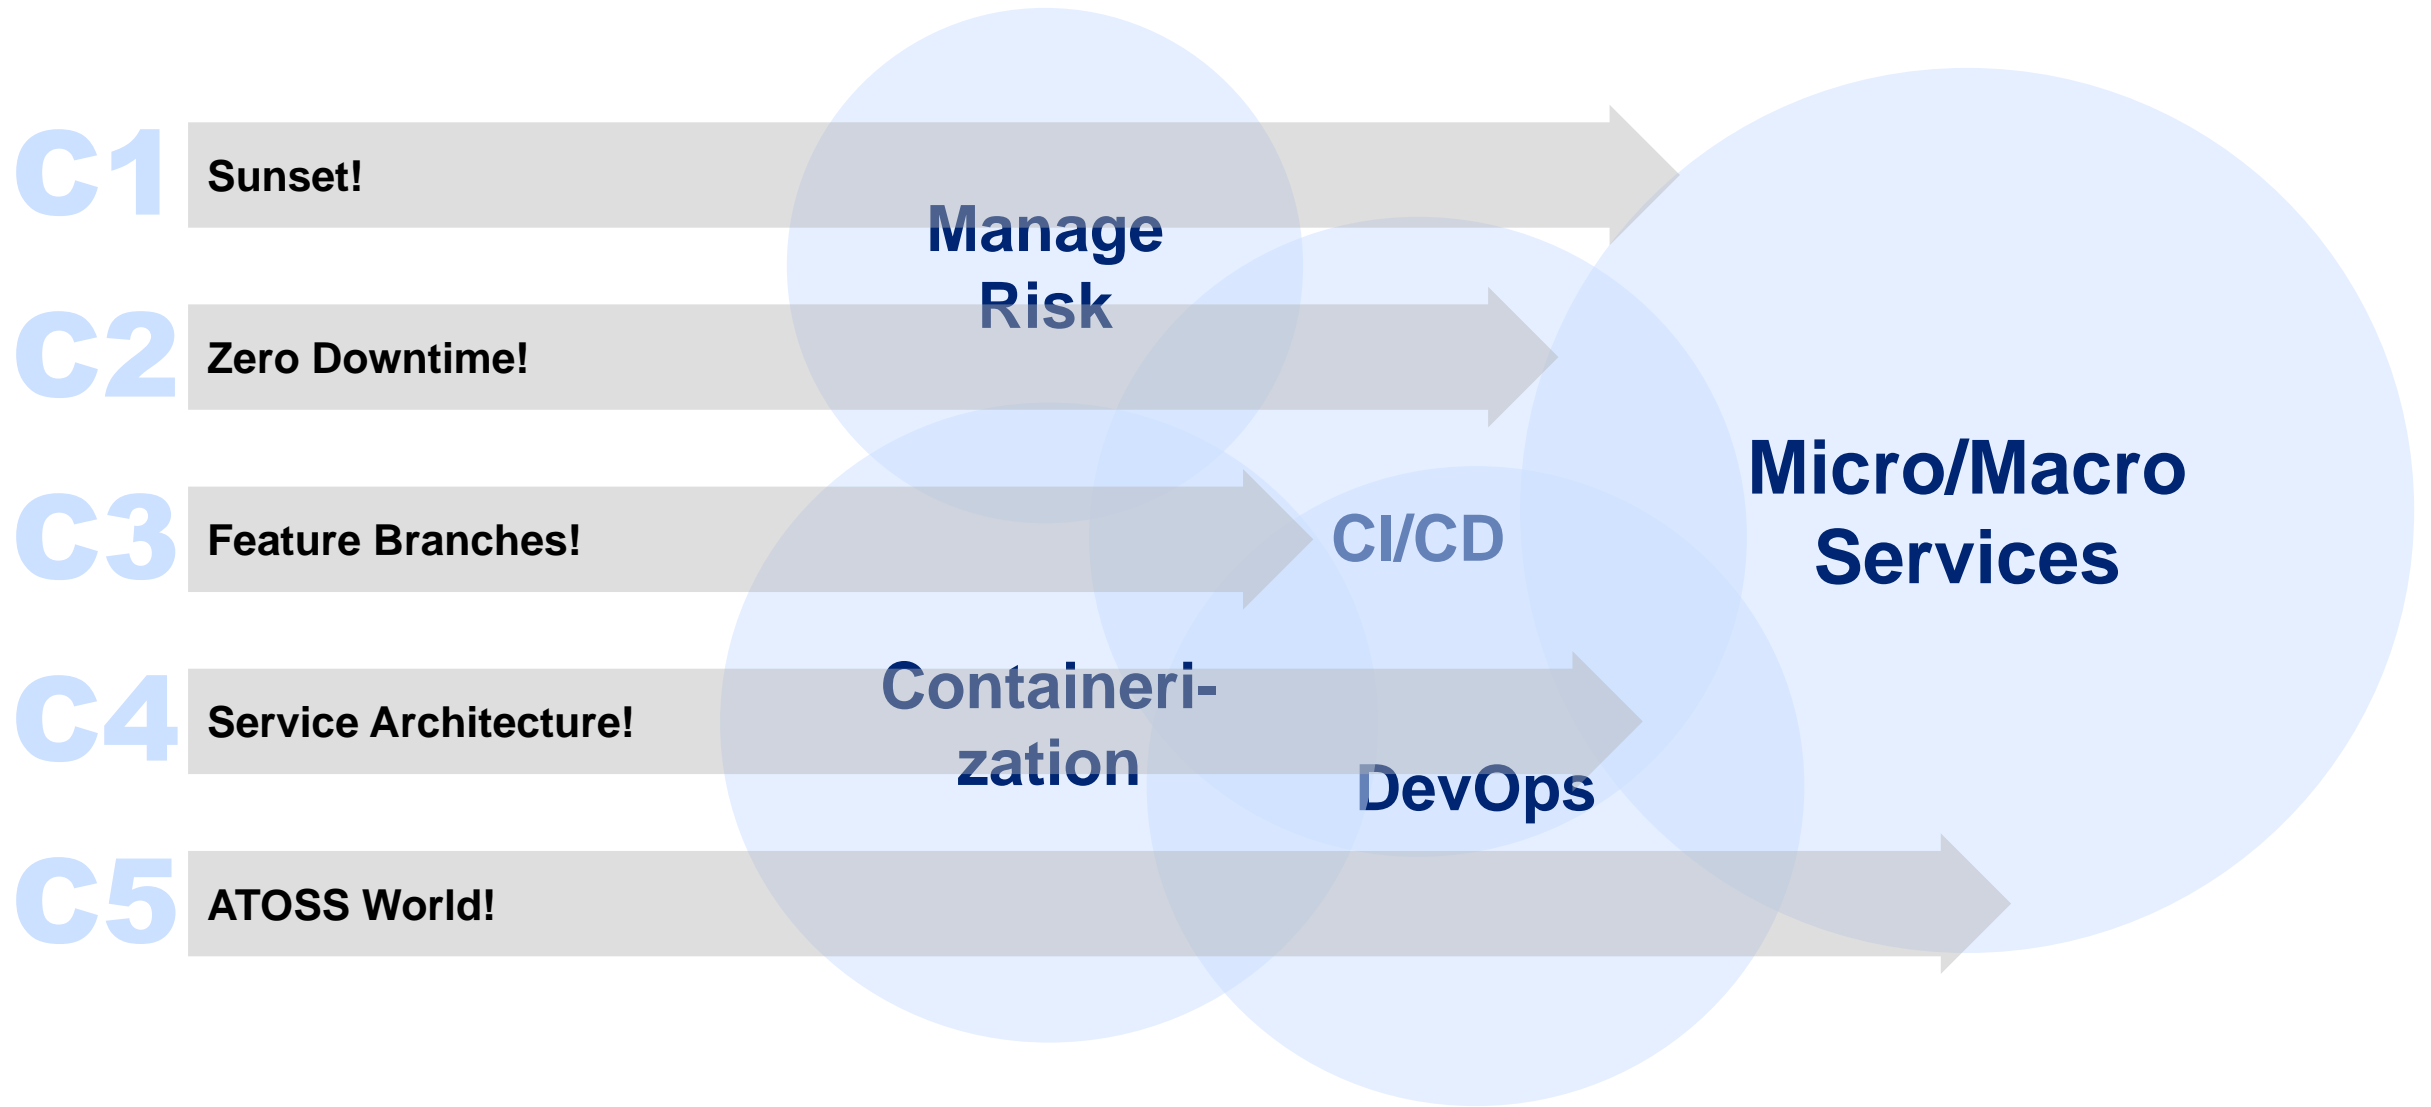 C1
Sunset!
Manage
Risk
C2
Zero Downtime!
C3
Feature Branches!
CI/CD
Micro/Macro
Services
C4
Service Architecture!
Containeri-
zation
DevOps
C5
ATOSS World!